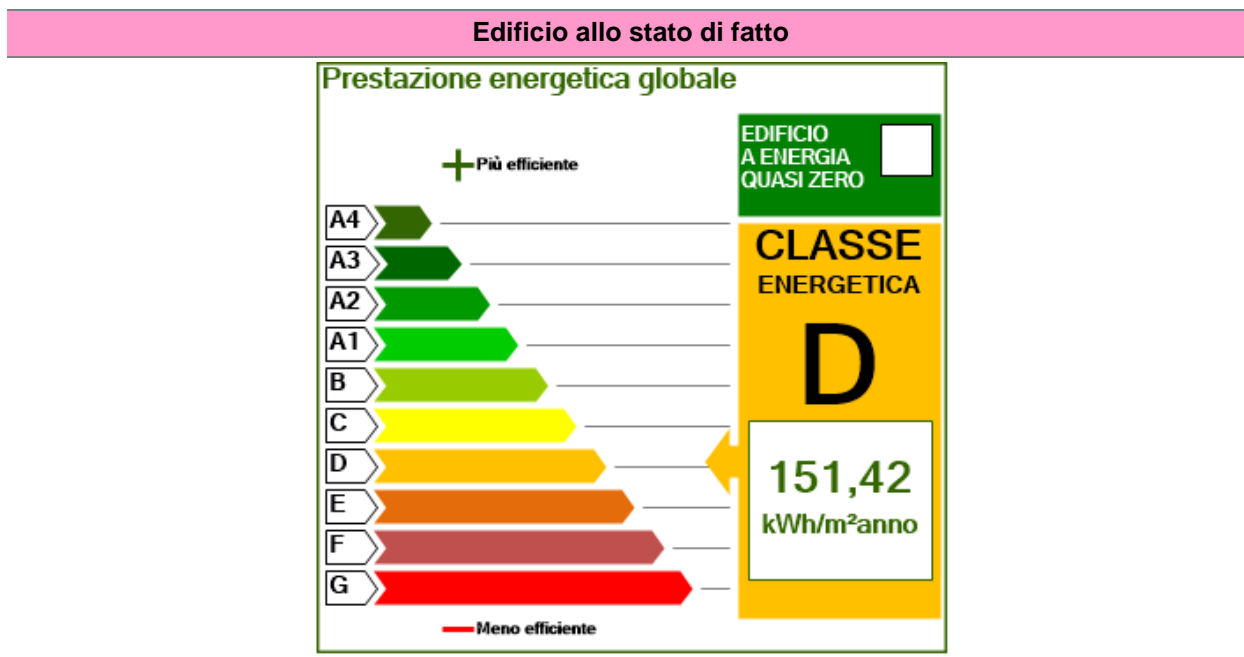 Edificio allo stato di fatto
Prestazione energetica globale
Più efficiente
EDIFICIO
A ENERGIA
QUASI ZERO
A4
A3
A2
A1
B
C
D
E
F
G
Meno efficiente
CLASSE
ENERGETICA
D
151,42
kWh/m²anno